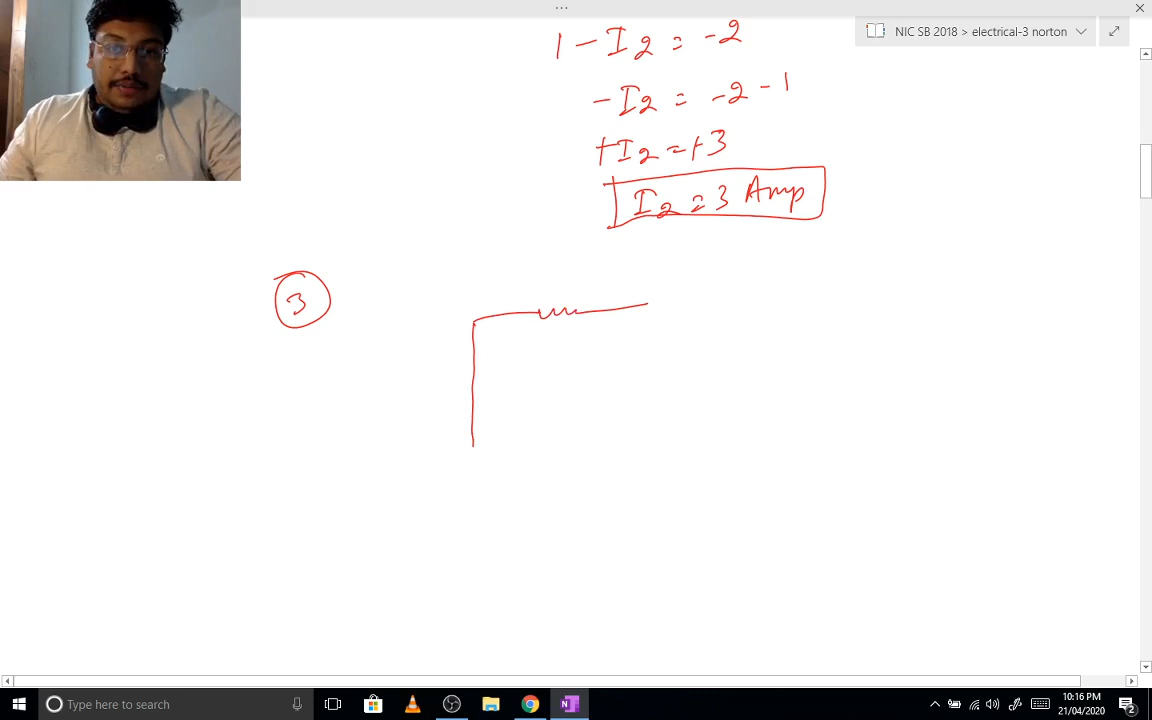 NIC SB 2018 > electrical-3 norton
1 - I2 = -2
-I2 = -2 - 1
+I2 = +3
I2 = 3 Amp
3
Type here to search
10:16 PM
21/04/2020
2